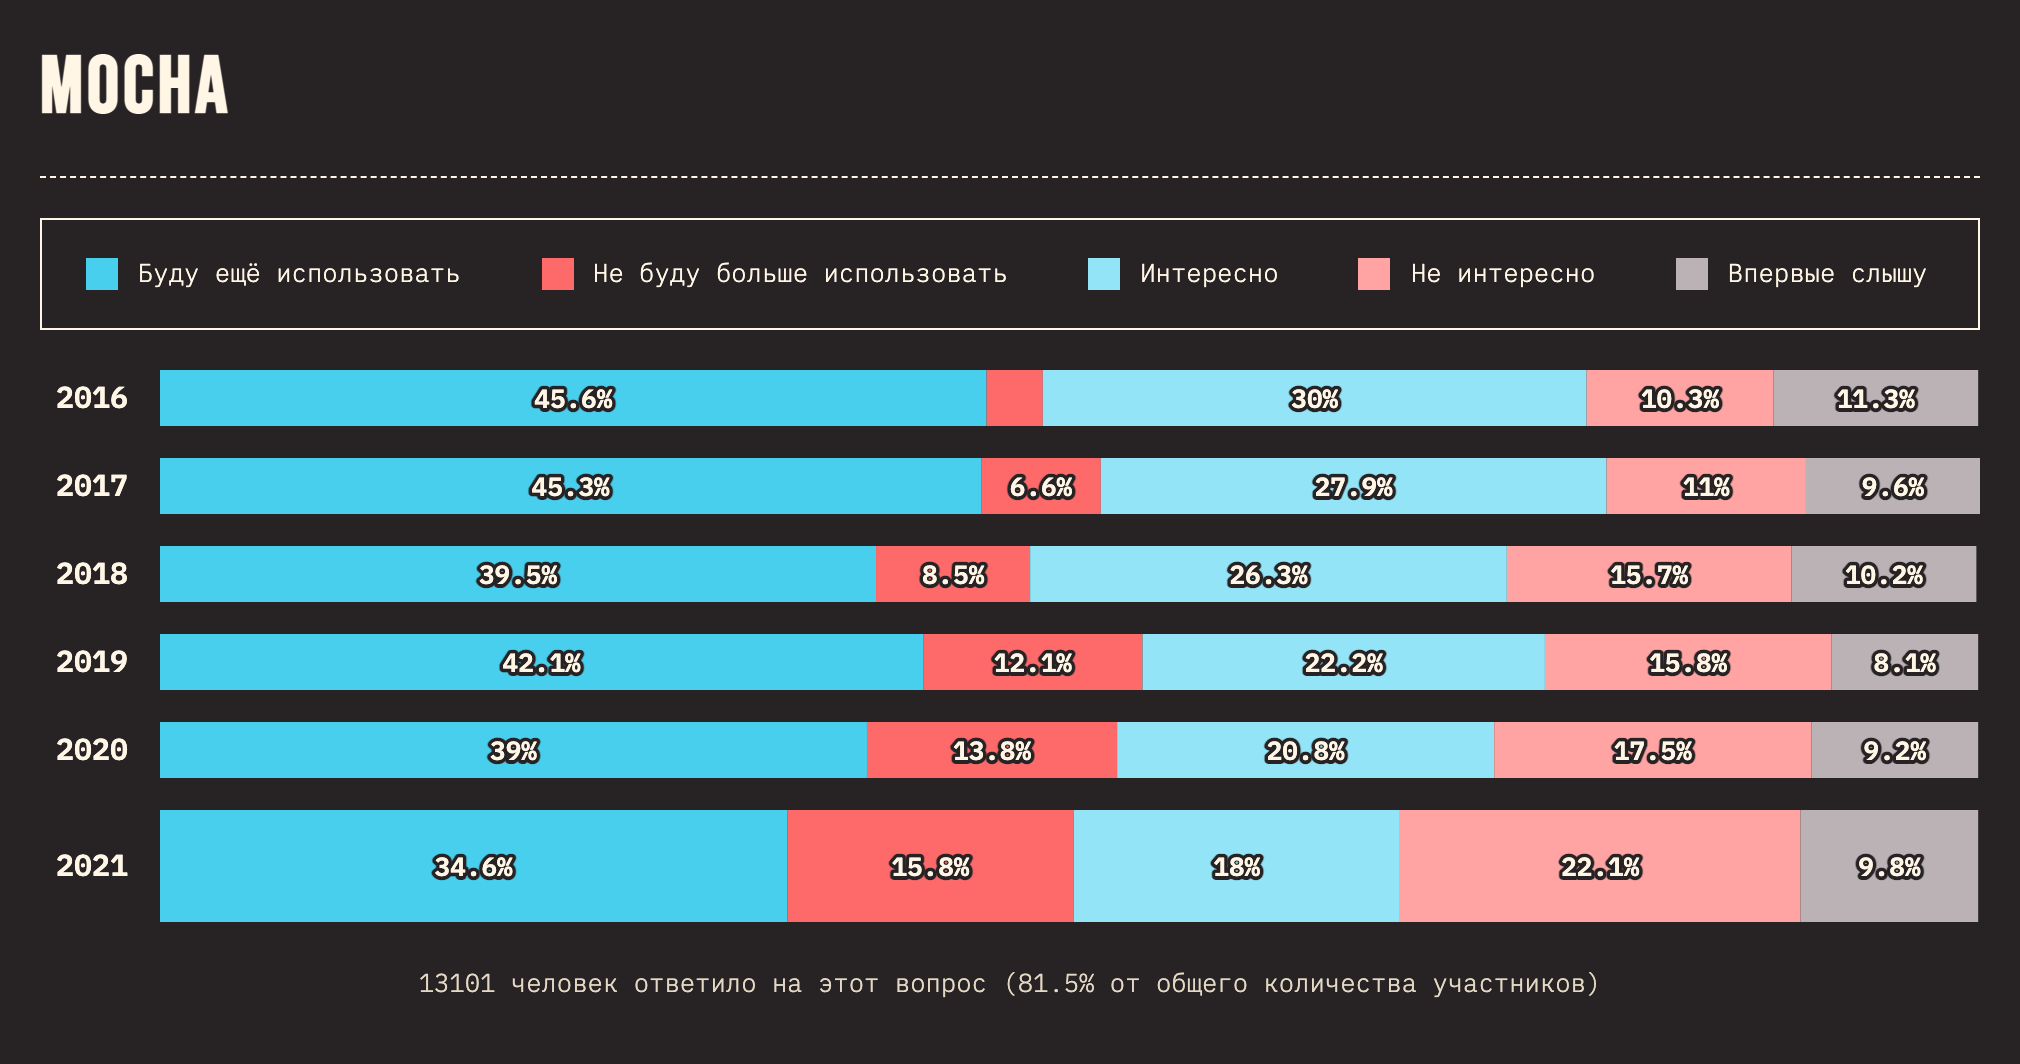 MOCHA
Буду ещё использовать Не буду больше использовать Интересно Не интересно Впервые слышу
2016 45.6% 30% 10.3% 11.3%
2017 45.3% 6.6% 27.9% 11% 9.6%
2018 39.5% 8.5% 26.3% 15.7% 10.2%
2019 42.1% 12.1% 22.2% 15.8% 8.1%
2020 39% 13.8% 20.8% 17.5% 9.2%
2021 34.6% 15.8% 18% 22.1% 9.8%
13101 человек ответило на этот вопрос (81.5% от общего количества участников)